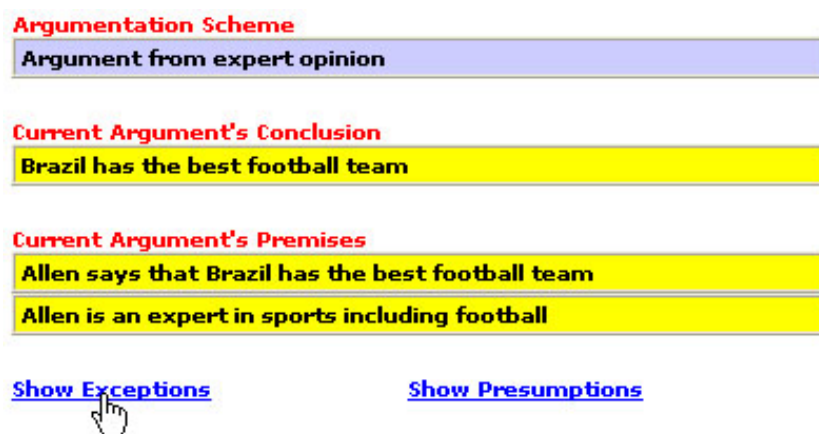 Argumentation Scheme
Argument from expert opinion
Current Argument's Conclusion
Brazil has the best football team
Current Argument's Premises
Allen says that Brazil has the best football team
Allen is an expert in sports including football
Show Exceptions Show Presumptions